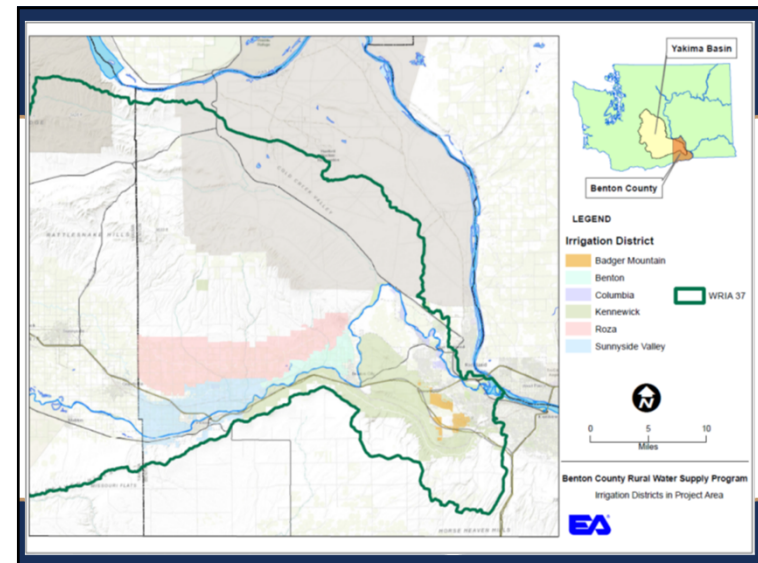 Yakima Basin
Benton County
LEGEND
Irrigation District
Badger Mountain
Benton
Columbia
Kennewick
Roza
Sunnyside Valley
WRIA 37
N
0 5 10
Miles
Benton County Rural Water Supply Program
Irrigation Districts in Project Area
EA
COLD CREEK VALLEY
RATTLESNAKE HILLS
HORSE HEAVEN HILLS